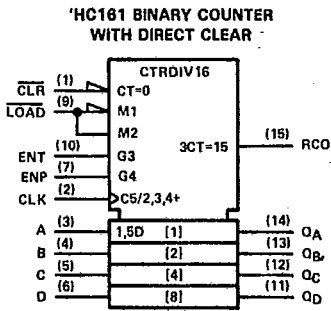 'HC161 BINARY COUNTER
WITH DIRECT CLEAR
CTRDIV16
CLR (1) CT=0
LOAD (9) M1
M2
ENT (10) G3 3CT=15 (15) RCO
ENP (7) G4
CLK (2) C5/2,3,4+
A (3) 1,5D [1] (14) QA
B (4) [2] (13) QB
C (5) [4] (12) QC
D (6) [8] (11) QD